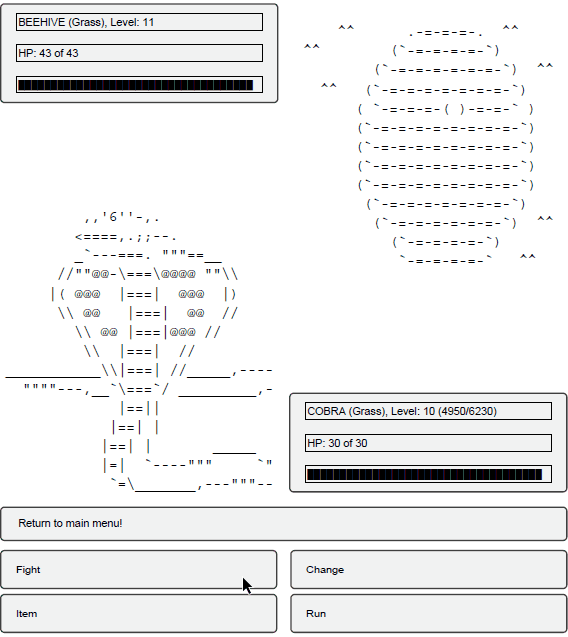 BEEHIVE (Grass), Level: 11
HP: 43 of 43
COBRA (Grass), Level: 10 (4950/6230)
HP: 30 of 30
Return to main menu!
Fight
Change
Item
Run